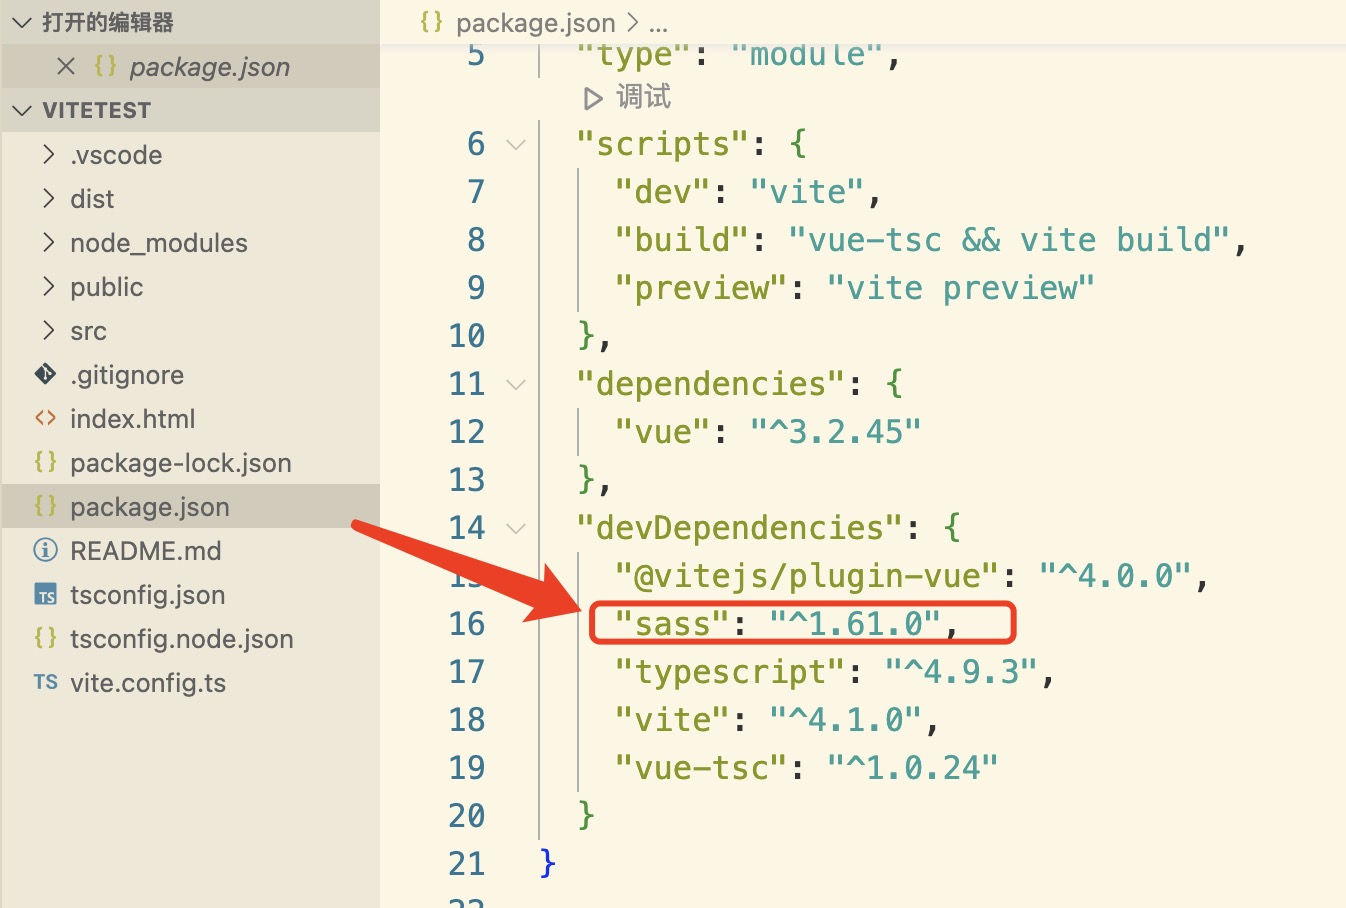 打开的编辑器
package.json
VITETEST
.vscode
dist
node_modules
public
src
.gitignore
index.html
package-lock.json
package.json
README.md
tsconfig.json
tsconfig.node.json
TS vite.config.ts
{} package.json > ...
5 "type": "module",
调试
6 "scripts": {
7 "dev": "vite",
8 "build": "vue-tsc && vite build",
9 "preview": "vite preview"
10 },
11 "dependencies": {
12 "vue": "^3.2.45"
13 },
14 "devDependencies": {
15 "@vitejs/plugin-vue": "^4.0.0",
16 "sass": "^1.61.0",
17 "typescript": "^4.9.3",
18 "vite": "^4.1.0",
19 "vue-tsc": "^1.0.24"
20 }
21 }
22